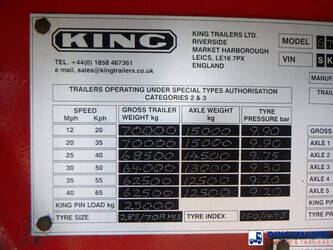 KING
KING TRAILERS LTD.
RIVERSIDE
MARKET HARBOROUGH
LEICS, LE16 7PX
ENGLAND
TEL. +44(0) 1858 467361
e mail, sales@kingtrailers.co.uk
MODEL
VIN
TRAILERS OPERATING UNDER SPECIAL TYPES AUTHORISATION
CATEGORIES 2 & 3
SPEED
MPH KPH
GROSS TRAILER
WEIGHT kg
AXLE WEIGHT
kg
TYRE
PRESSURE bar
12 20 70000 15000 9.90
20 35 70000 15000 9.90
25 40 68500 14500 9.75
30 50 64000 13000 9.30
35 55 62500 12500 9.20
40 65 62500 12500 9.20
KING PIN LOAD kg 25000
TYRE SIZE 285/70R19.5 TYRE INDEX 150/147J
GROSS
AXLE 1
AXLE 2
AXLE 3
AXLE
AXLE